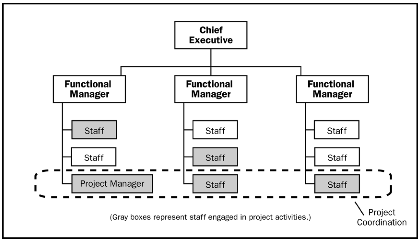 Chief
Executive
Functional
Manager
Functional
Manager
Functional
Manager
Staff
Staff
Staff
Staff
Staff
Staff
Project Manager
Staff
Staff
(Gray boxes represent staff engaged in project activities.)
Project
Coordination